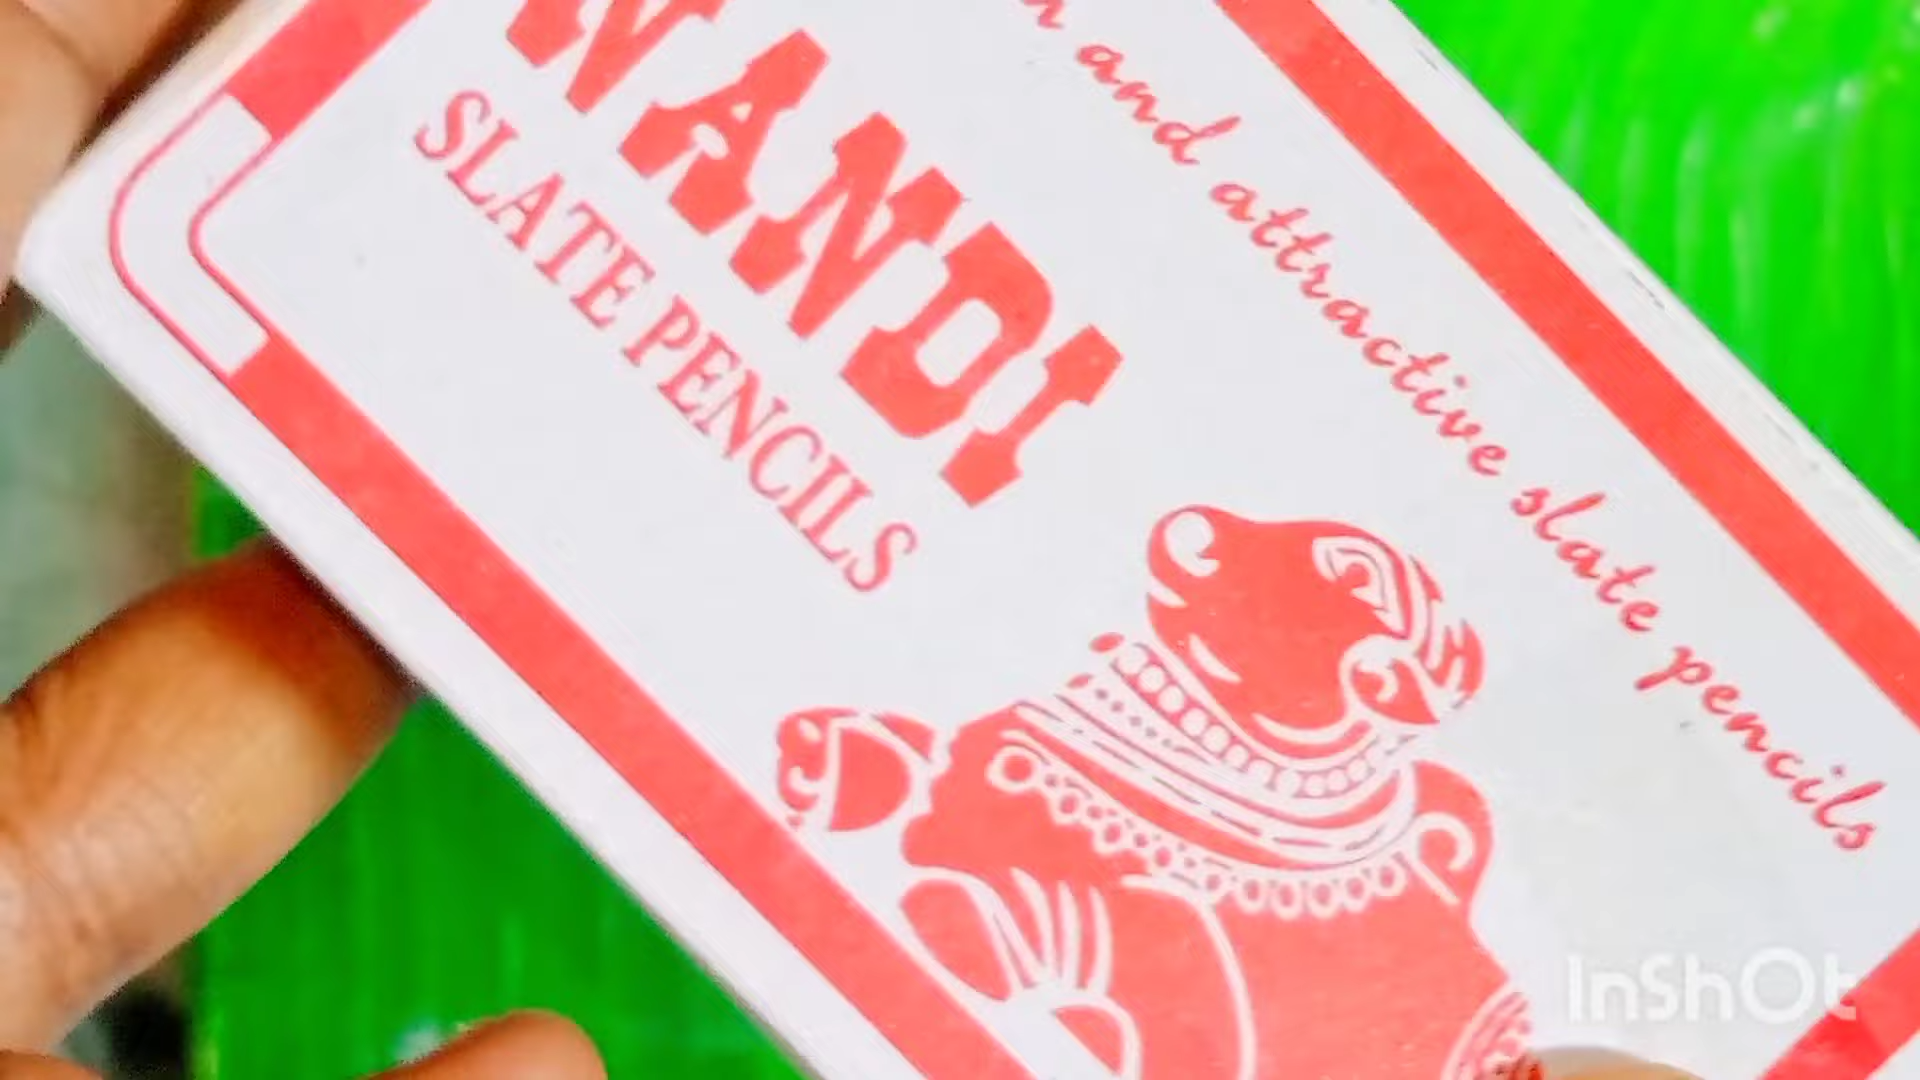 and attractive slate pencils
NANDI
SLATE PENCILS
InShOt